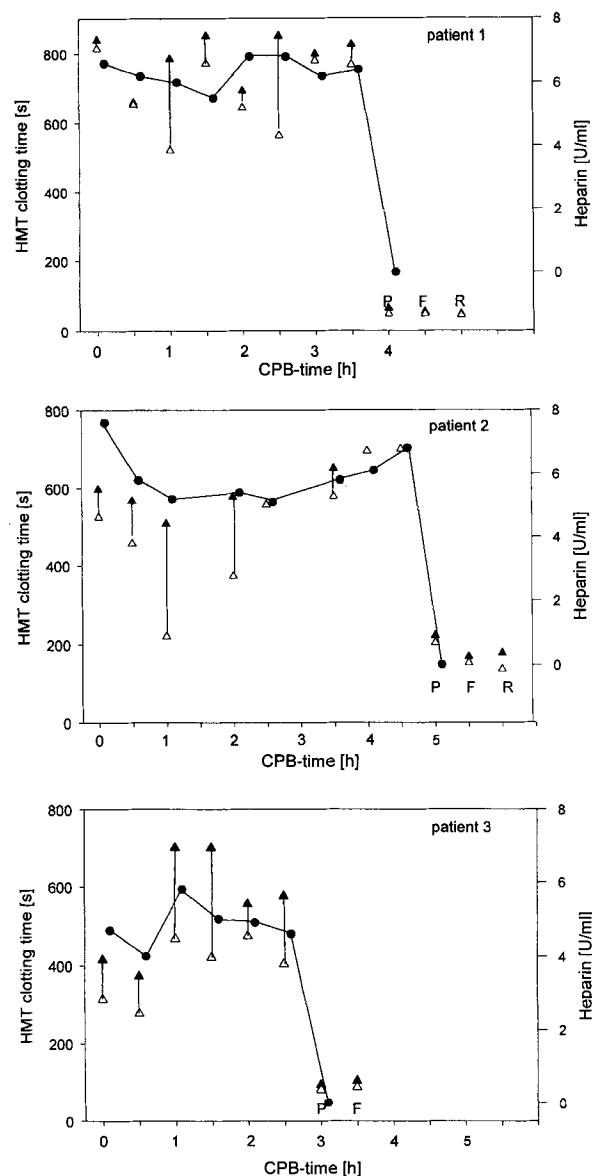 patient 1
HMT clotting time [s]
800
600
400
200
0
8
6
4
2
0
Heparin [U/ml]
P F R
0 1 2 3 4
CPB-time [h]
patient 2
HMT clotting time [s]
800
600
400
200
0
8
6
4
2
0
Heparin [U/ml]
P F R
0 1 2 3 4 5
CPB-time [h]
patient 3
HMT clotting time [s]
800
600
400
200
0
8
6
4
2
0
Heparin [U/ml]
P F
0 1 2 3 4 5
CPB-time [h]